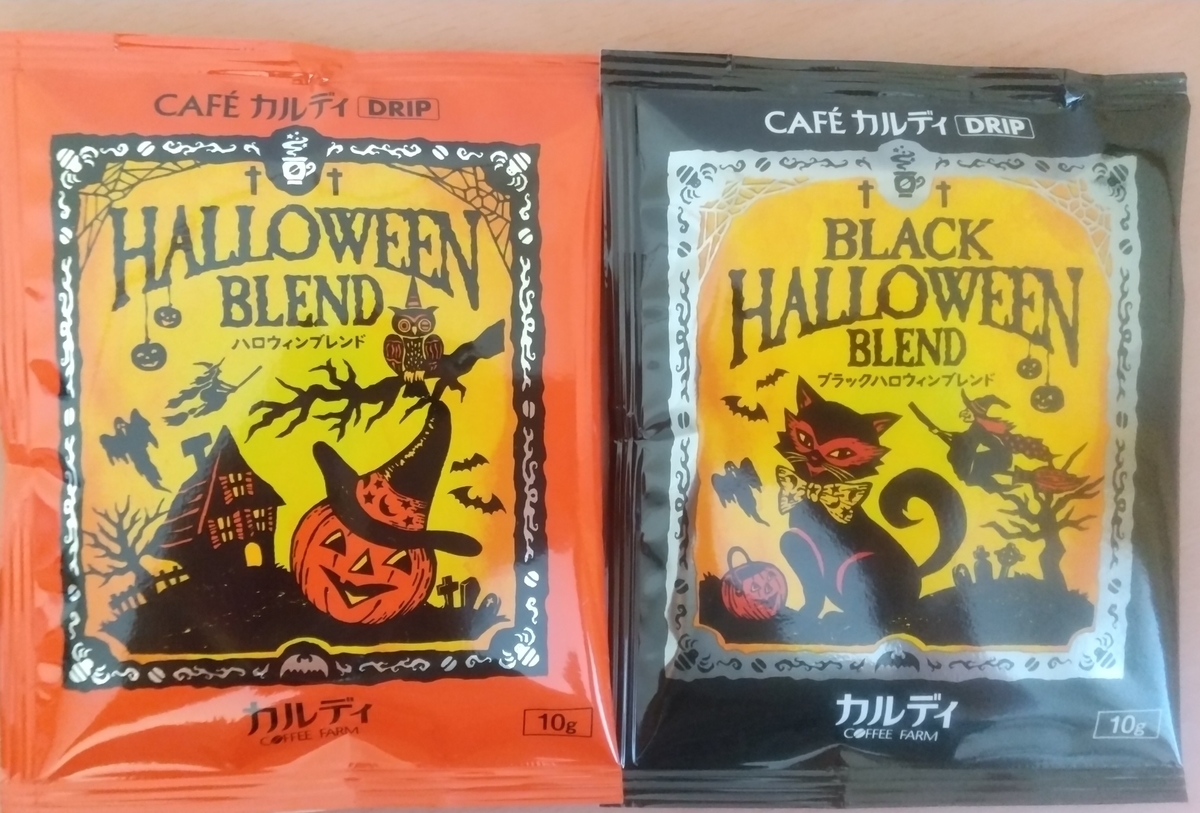 CAFÉ カルディ DRIP
HALLOWEEN
BLEND
ハロウィンブレンド
カルディ
COFFEE FARM
10g
CAFÉ カルディ DRIP
BLACK
HALLOWEEN
BLEND
ブラックハロウィンブレンド
カルディ
COFFEE FARM
10g